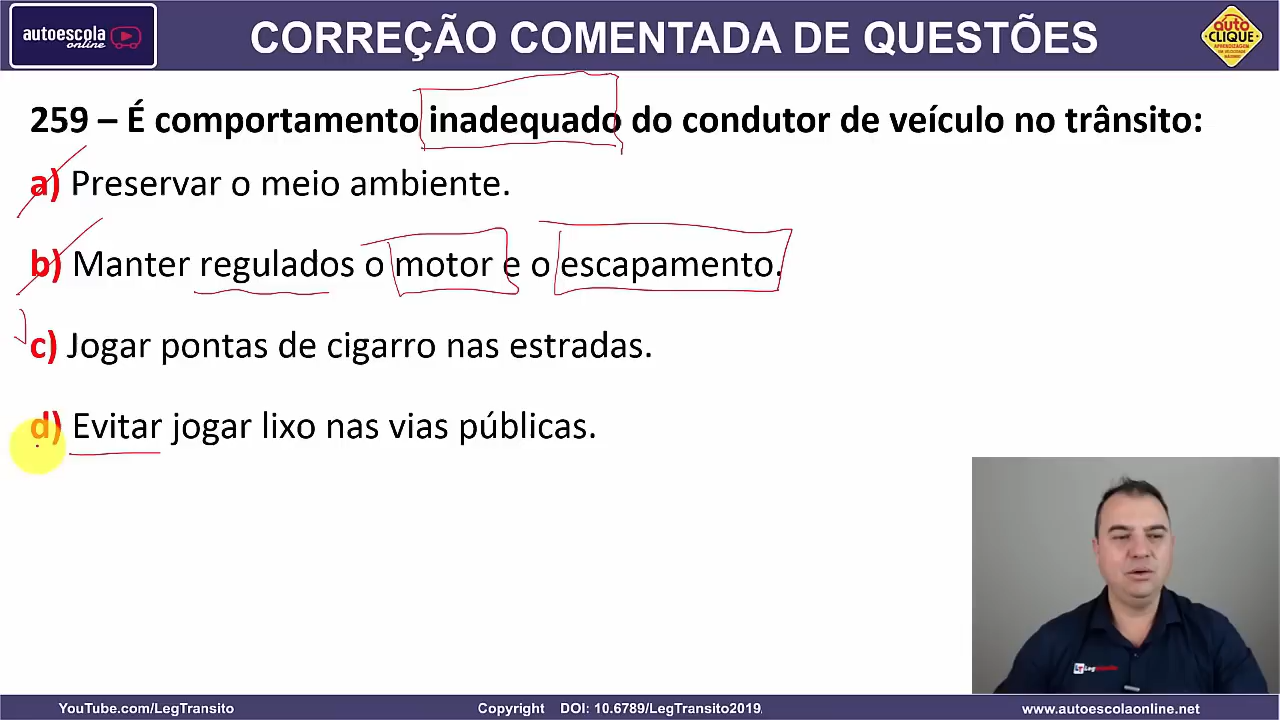 autoescola
online
CORREÇÃO COMENTADA DE QUESTÕES
auto
CLIQUE
259 – É comportamento inadequado do condutor de veículo no trânsito:
a) Preservar o meio ambiente.
b) Manter regulados o motor e o escapamento.
c) Jogar pontas de cigarro nas estradas.
d) Evitar jogar lixo nas vias públicas.
YouTube.com/LegTransito
Copyright DOI: 10.6789/LegTransito2019.
www.autoescolaonline.net